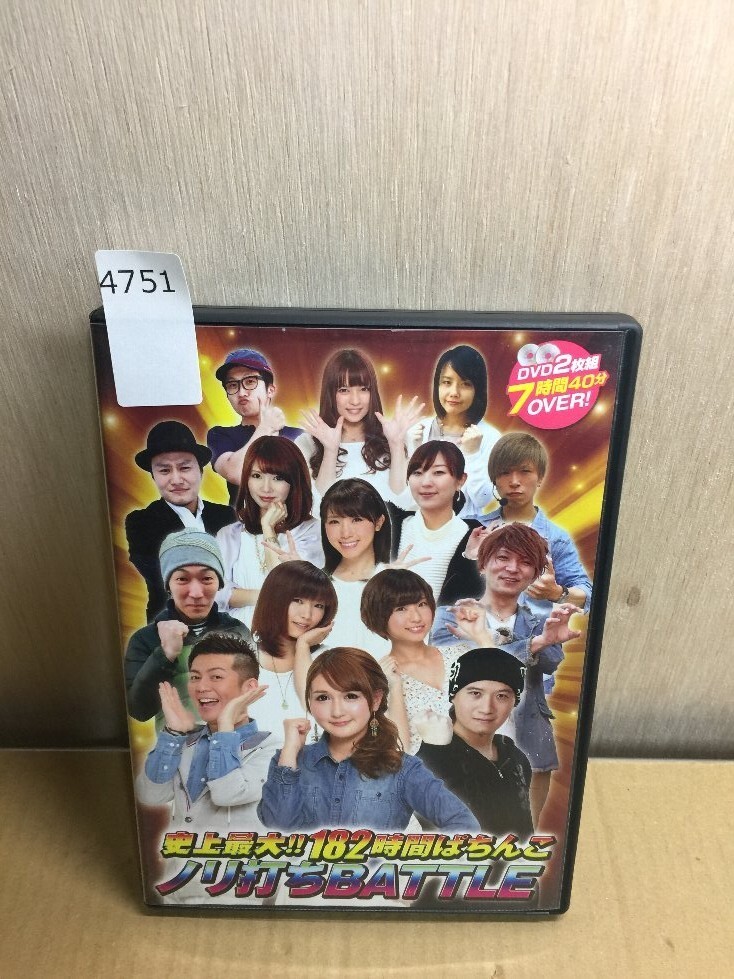 4751
DVD2枚組
7時間40分
OVER!
史上最大!!182時間ぱちんこ
ノリ打ちBATTLE